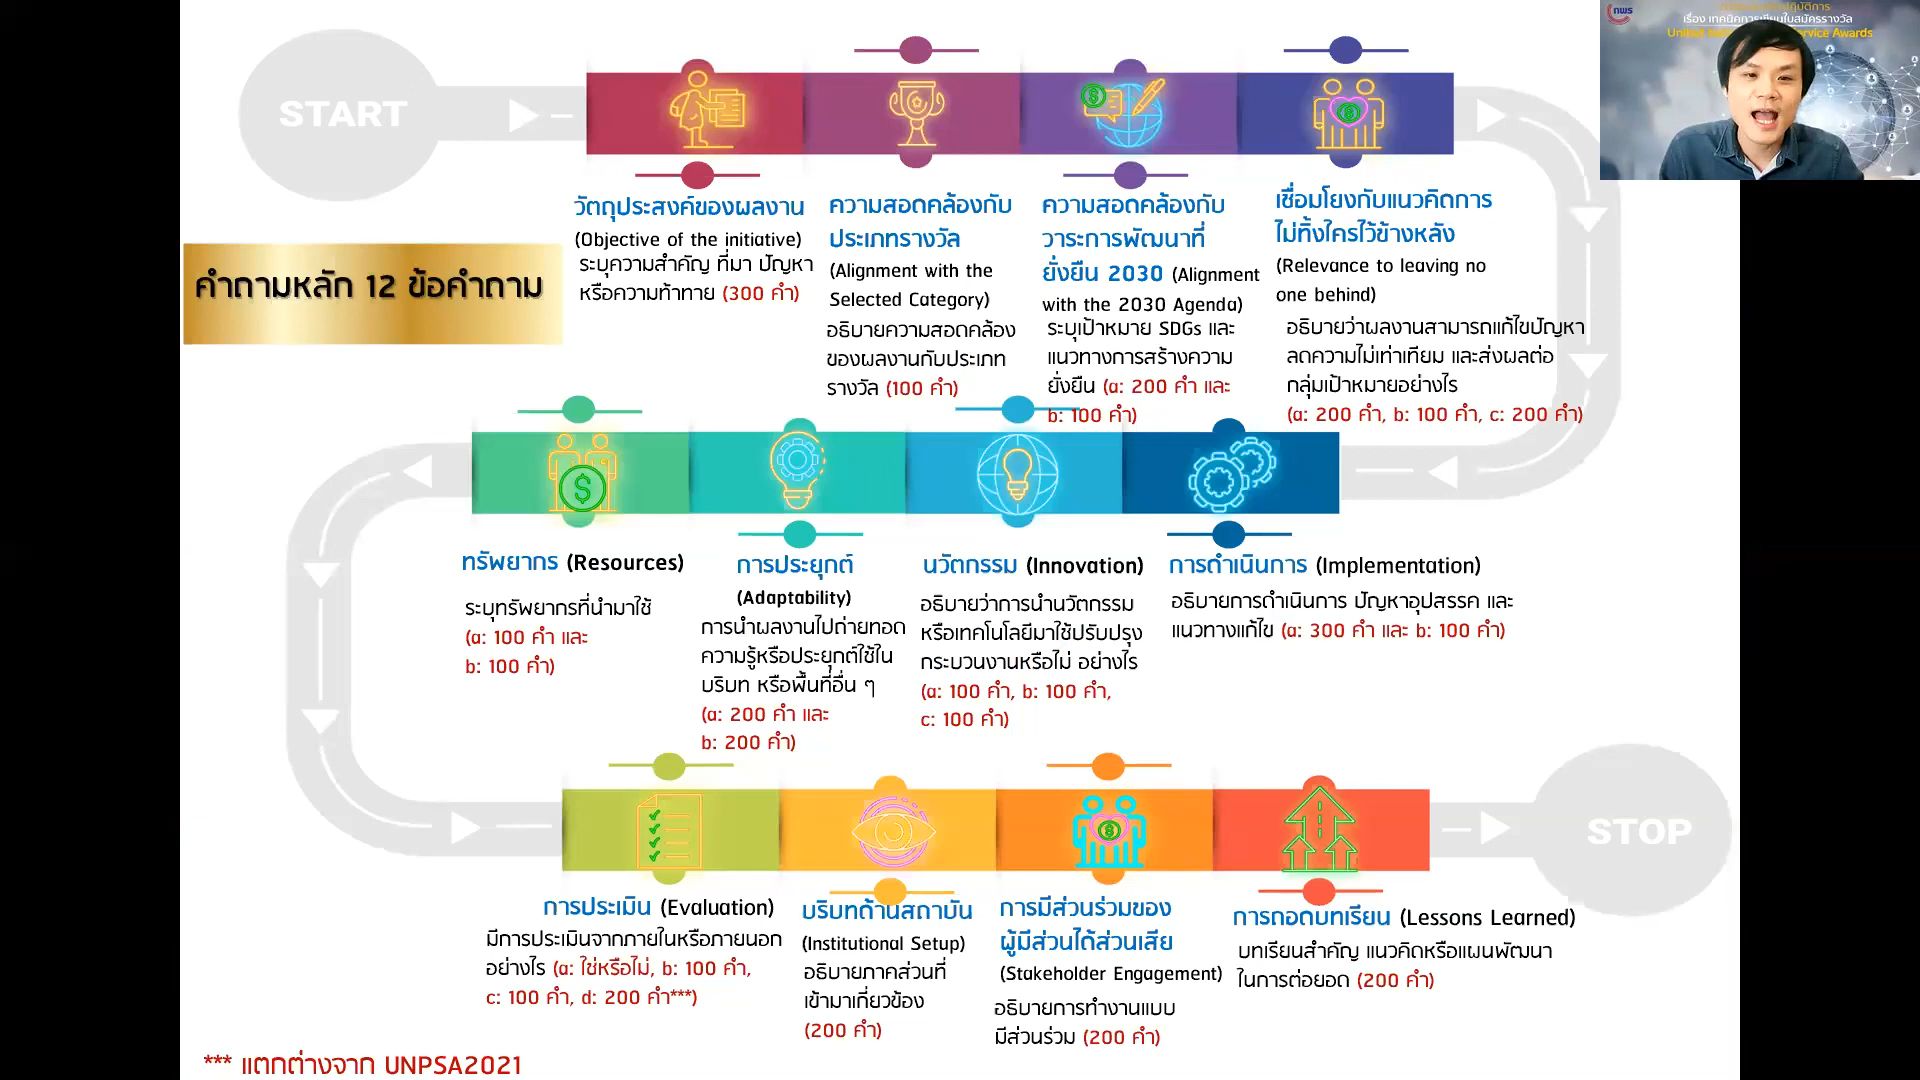 START
คำถามหลัก 12 ข้อคำถาม
วัตถุประสงค์ของผลงาน
(Objective of the initiative)
ระบุความสำคัญ ที่มา ปัญหา
หรือความท้าทาย (300 คำ)
ความสอดคล้องกับ
ประเภทรางวัล
(Alignment with the
Selected Category)
อธิบายความสอดคล้อง
ของผลงานกับประเภท
รางวัล (100 คำ)
ความสอดคล้องกับ
วาระการพัฒนาที่
ยั่งยืน 2030 (Alignment
with the 2030 Agenda)
ระบุเป้าหมาย SDGs และ
แนวทางการสร้างความ
ยั่งยืน (a: 200 คำ และ
b: 100 คำ)
เชื่อมโยงกับแนวคิดการ
ไม่ทิ้งใครไว้ข้างหลัง
(Relevance to leaving no
one behind)
อธิบายว่าผลงานสามารถแก้ไขปัญหา
ลดความไม่เท่าเทียม และส่งผลต่อ
กลุ่มเป้าหมายอย่างไร
(a: 200 คำ, b: 100 คำ, c: 200 คำ)
ทรัพยากร (Resources)
ระบุทรัพยากรที่นำมาใช้
(a: 100 คำ และ
b: 100 คำ)
การประยุกต์
(Adaptability)
การนำผลงานไปถ่ายทอด
ความรู้หรือประยุกต์ใช้ใน
บริบท หรือพื้นที่อื่น ๆ
(a: 200 คำ และ
b: 200 คำ)
นวัตกรรม (Innovation)
อธิบายว่าการนำนวัตกรรม
หรือเทคโนโลยีมาใช้ปรับปรุง
กระบวนงานหรือไม่ อย่างไร
(a: 100 คำ, b: 100 คำ,
c: 100 คำ)
การดำเนินการ (Implementation)
อธิบายการดำเนินการ ปัญหาอุปสรรค และ
แนวทางแก้ไข (a: 300 คำ และ b: 100 คำ)
การประเมิน (Evaluation)
มีการประเมินจากภายในหรือภายนอก
อย่างไร (a: ใช่หรือไม่, b: 100 คำ,
c: 100 คำ, d: 200 คำ***)
บริบทด้านสถาบัน
(Institutional Setup)
อธิบายภาคส่วนที่
เข้ามาเกี่ยวข้อง
(200 คำ)
การมีส่วนร่วมของ
ผู้มีส่วนได้ส่วนเสีย
(Stakeholder Engagement)
อธิบายการทำงานแบบ
มีส่วนร่วม (200 คำ)
การถอดบทเรียน (Lessons Learned)
บทเรียนสำคัญ แนวคิดหรือแผนพัฒนา
ในการต่อยอด (200 คำ)
STOP
*** แตกต่างจาก UNPSA2021
กพร
เรื่อง เทคนิคการเขียนใบสมัครรางวัล
Awards